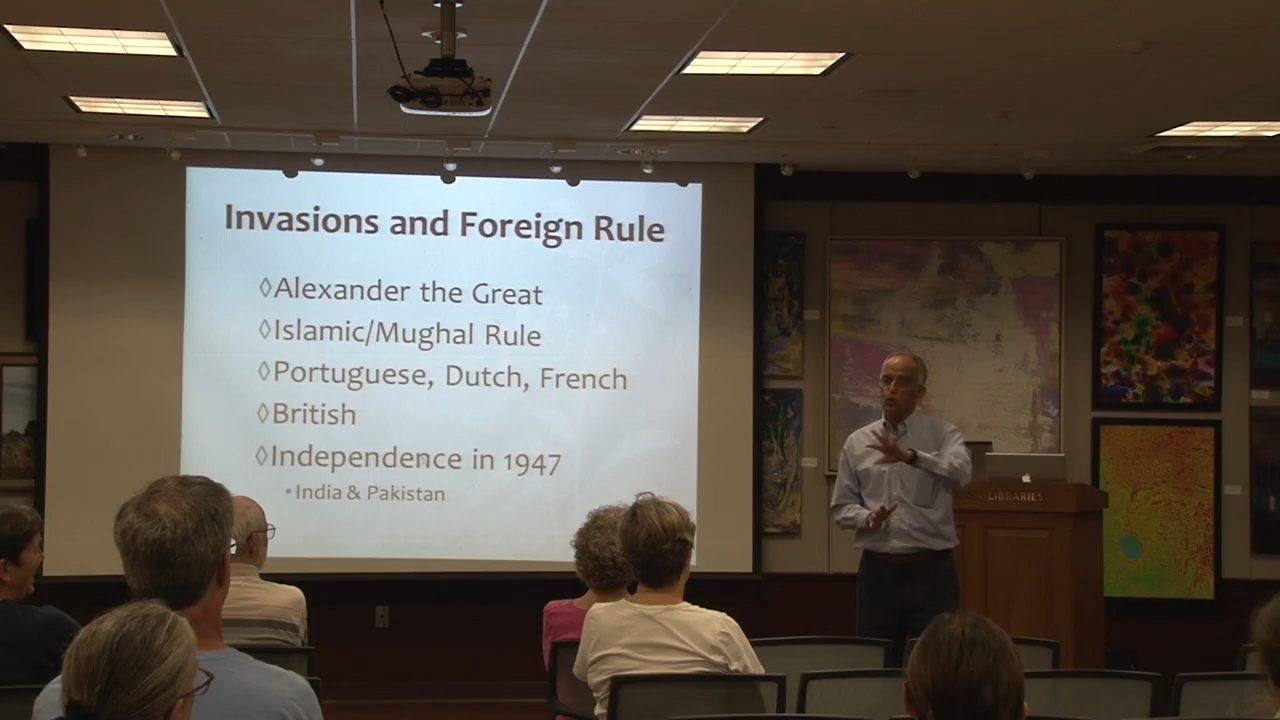 Invasions and Foreign Rule
◊Alexander the Great
◊Islamic/Mughal Rule
◊Portuguese, Dutch, French
◊British
◊Independence in 1947
•India & Pakistan
LIBRARIES